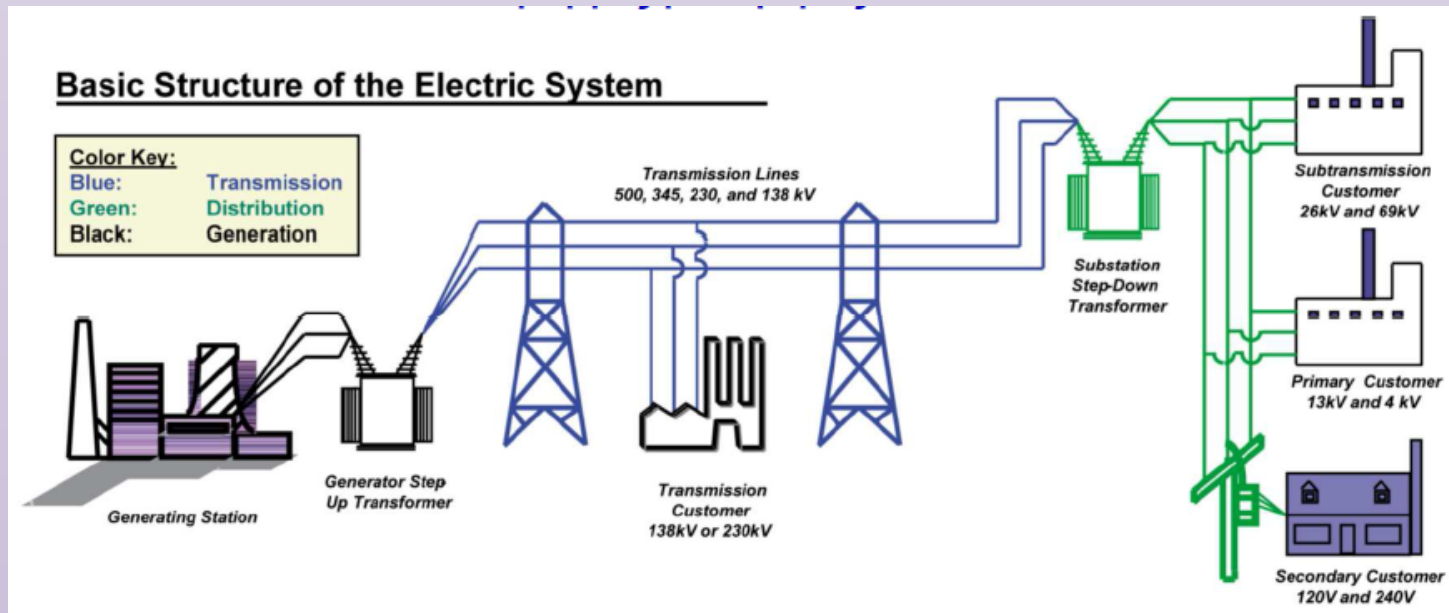 Basic Structure of the Electric System
Color Key:
Blue: Transmission
Green: Distribution
Black: Generation
Transmission Lines
500, 345, 230, and 138 kV
Subtransmission
Customer
26kV and 69kV
Substation
Step-Down
Transformer
Primary Customer
13kV and 4 kV
Generating Station
Generator Step
Up Transformer
Transmission
Customer
138kV or 230kV
Secondary Customer
120V and 240V